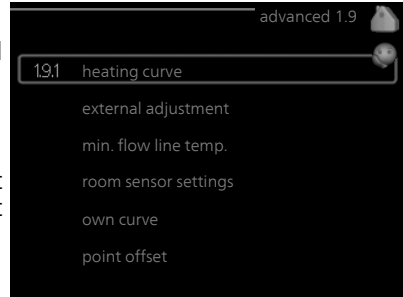 advanced 1.9
1.9.1 heating curve
external adjustment
min. flow line temp.
room sensor settings
own curve
point offset